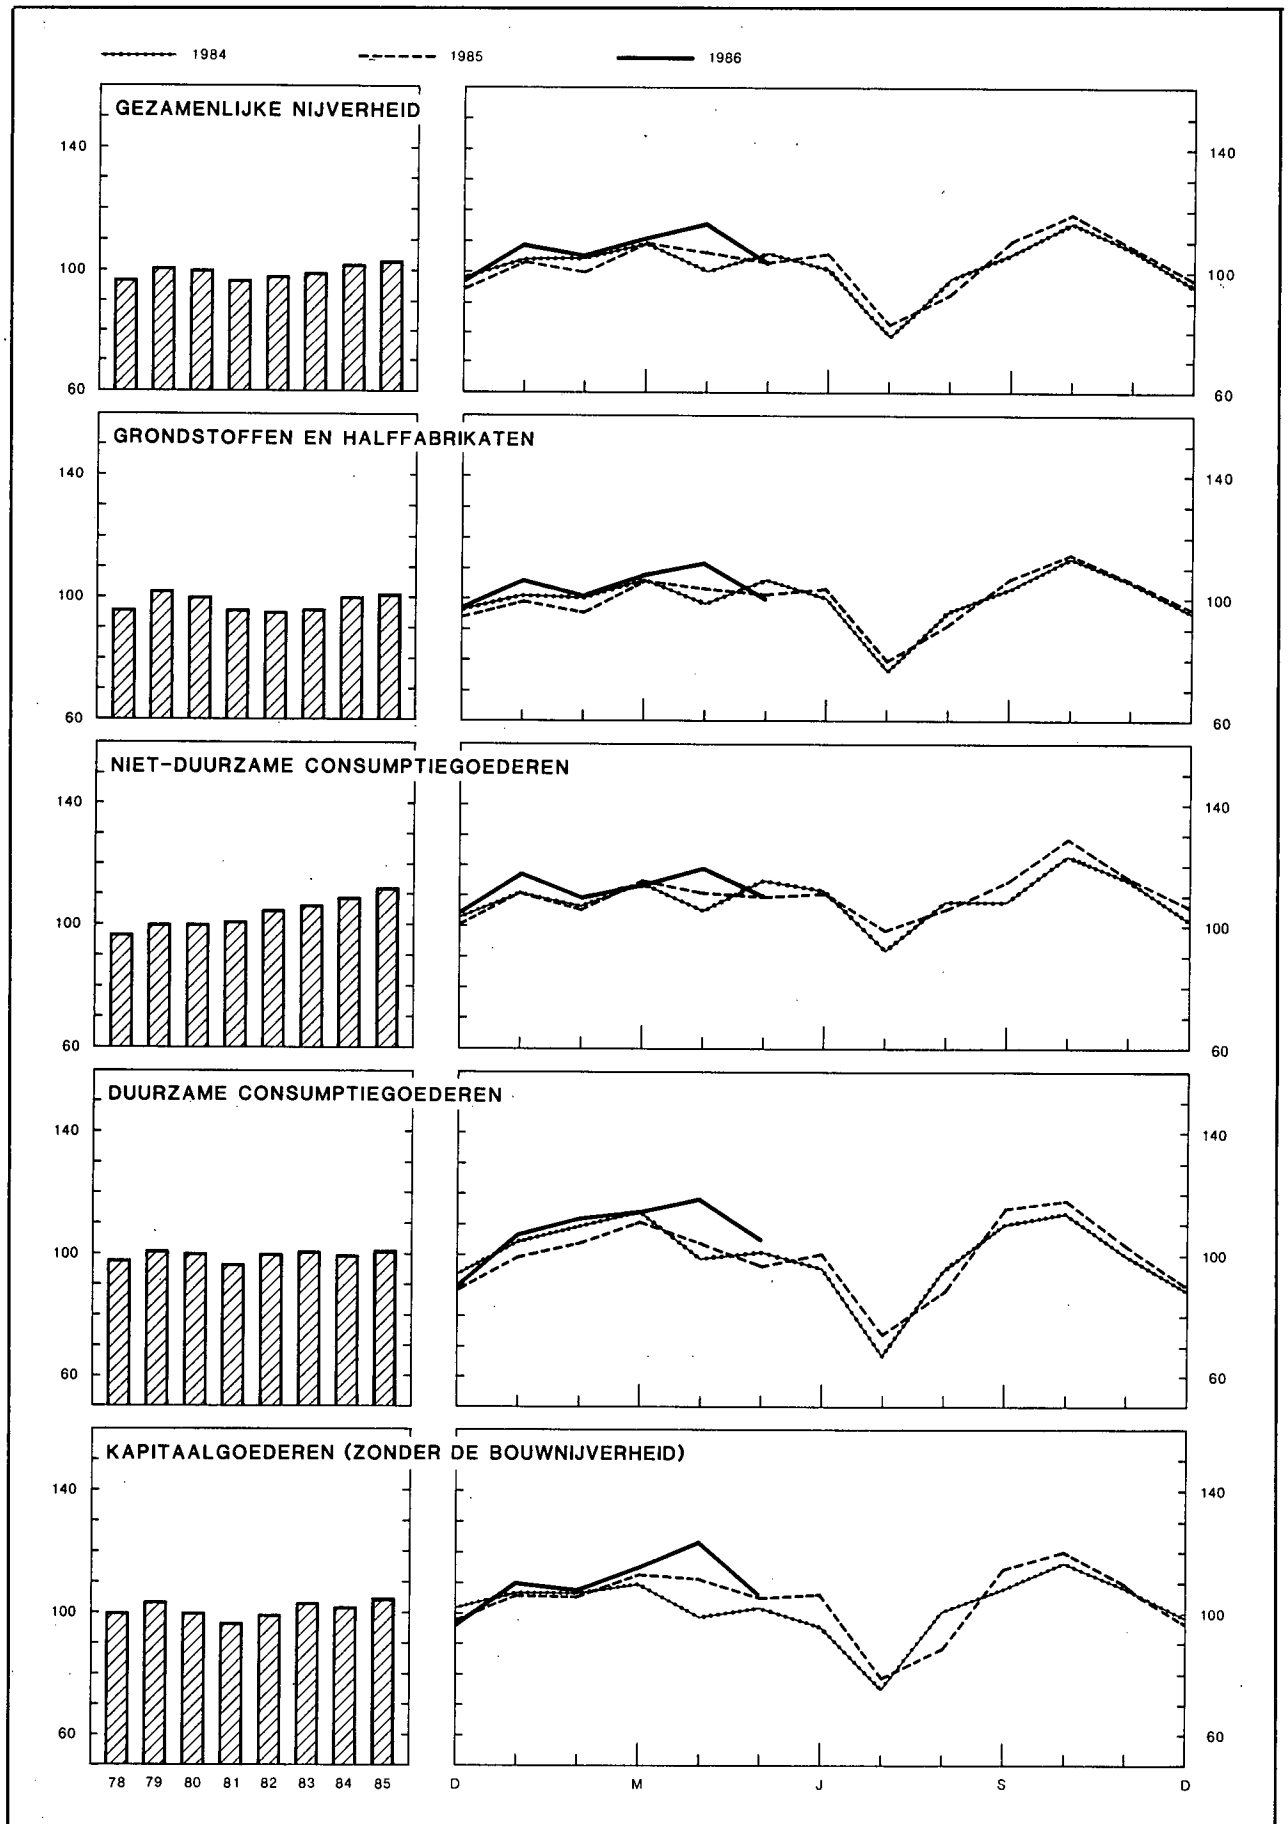 1984 1985 1986
GEZAMENLIJKE NIJVERHEID
140 140
100 100
60 60
GRONDSTOFFEN EN HALFFABRIKATEN
140 140
100 100
60 60
NIET-DUURZAME CONSUMPTIEGOEDEREN
140 140
100 100
60 60
DUURZAME CONSUMPTIEGOEDEREN
140 140
100 100
60 60
KAPITAALGOEDEREN (ZONDER DE BOUWNIJVERHEID)
140 140
100 100
60 60
78 79 80 81 82 83 84 85 D M J S D